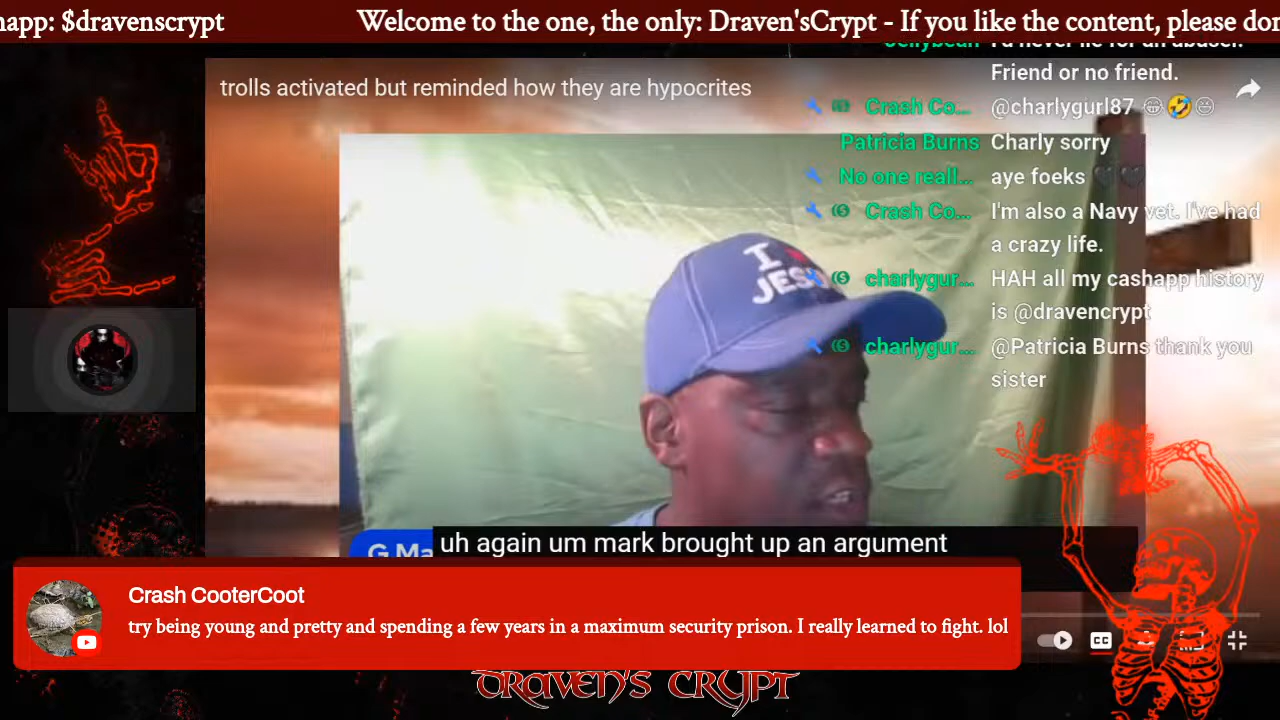 napp: $dravenscrypt
Welcome to the one, the only: Draven'sCrypt - If you like the content, please don
Jellybean I'd never lie for an abuser.
Friend or no friend.
trolls activated but reminded how they are hypocrites
Crash Co... @charlygurl87 😂🤣😆
Patricia Burns Charly sorry
No one reall... aye foeks 🖤🖤
Crash Co... I'm also a Navy vet. I've had
a crazy life.
charlygur... HAH all my cashapp history
is @dravencrypt
charlygur... @Patricia Burns thank you
sister
I
JES
G Ma
uh again um mark brought up an argument
Crash CooterCoot
try being young and pretty and spending a few years in a maximum security prison. I really learned to fight. lol
CC
DRAVEN'S CRYPT